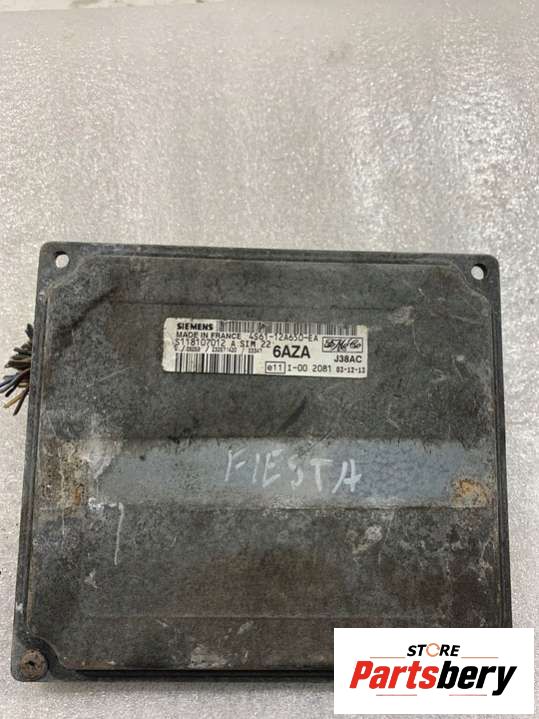 SIEMENS
MADE IN FRANCE 4S61-12A650-EA
S118107012 A SIM 22
6AZA
FoMoCo
J38AC
e11 I-00 2081 03-12-13
FIESTA
STORE
Partsbery